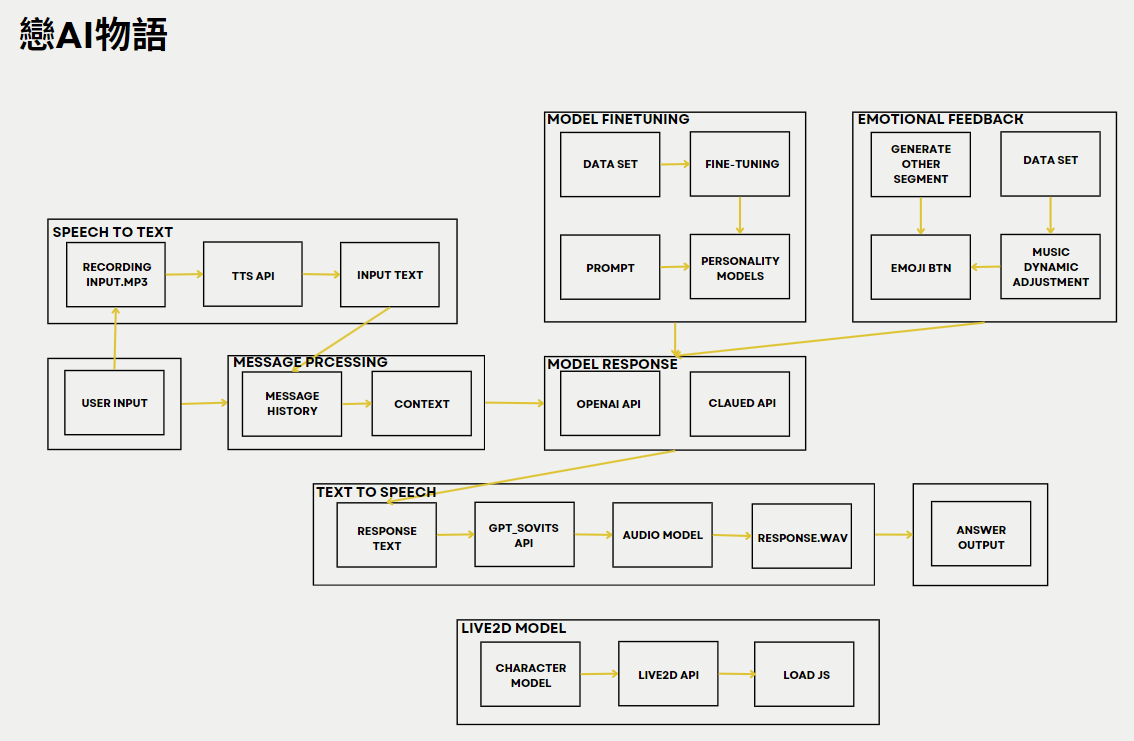 戀AI物語
MODEL FINETUNING
DATA SET
FINE-TUNING
PROMPT
PERSONALITY
MODELS
EMOTIONAL FEEDBACK
GENERATE
OTHER
SEGMENT
DATA SET
EMOJI BTN
MUSIC
DYNAMIC
ADJUSTMENT
SPEECH TO TEXT
RECORDING
INPUT.MP3
TTS API
INPUT TEXT
USER INPUT
MESSAGE PRCESSING
MESSAGE
HISTORY
CONTEXT
MODEL RESPONSE
OPENAI API
CLAUED API
TEXT TO SPEECH
RESPONSE
TEXT
GPT_SOVITS
API
AUDIO MODEL
RESPONSE.WAV
ANSWER
OUTPUT
LIVE2D MODEL
CHARACTER
MODEL
LIVE2D API
LOAD JS